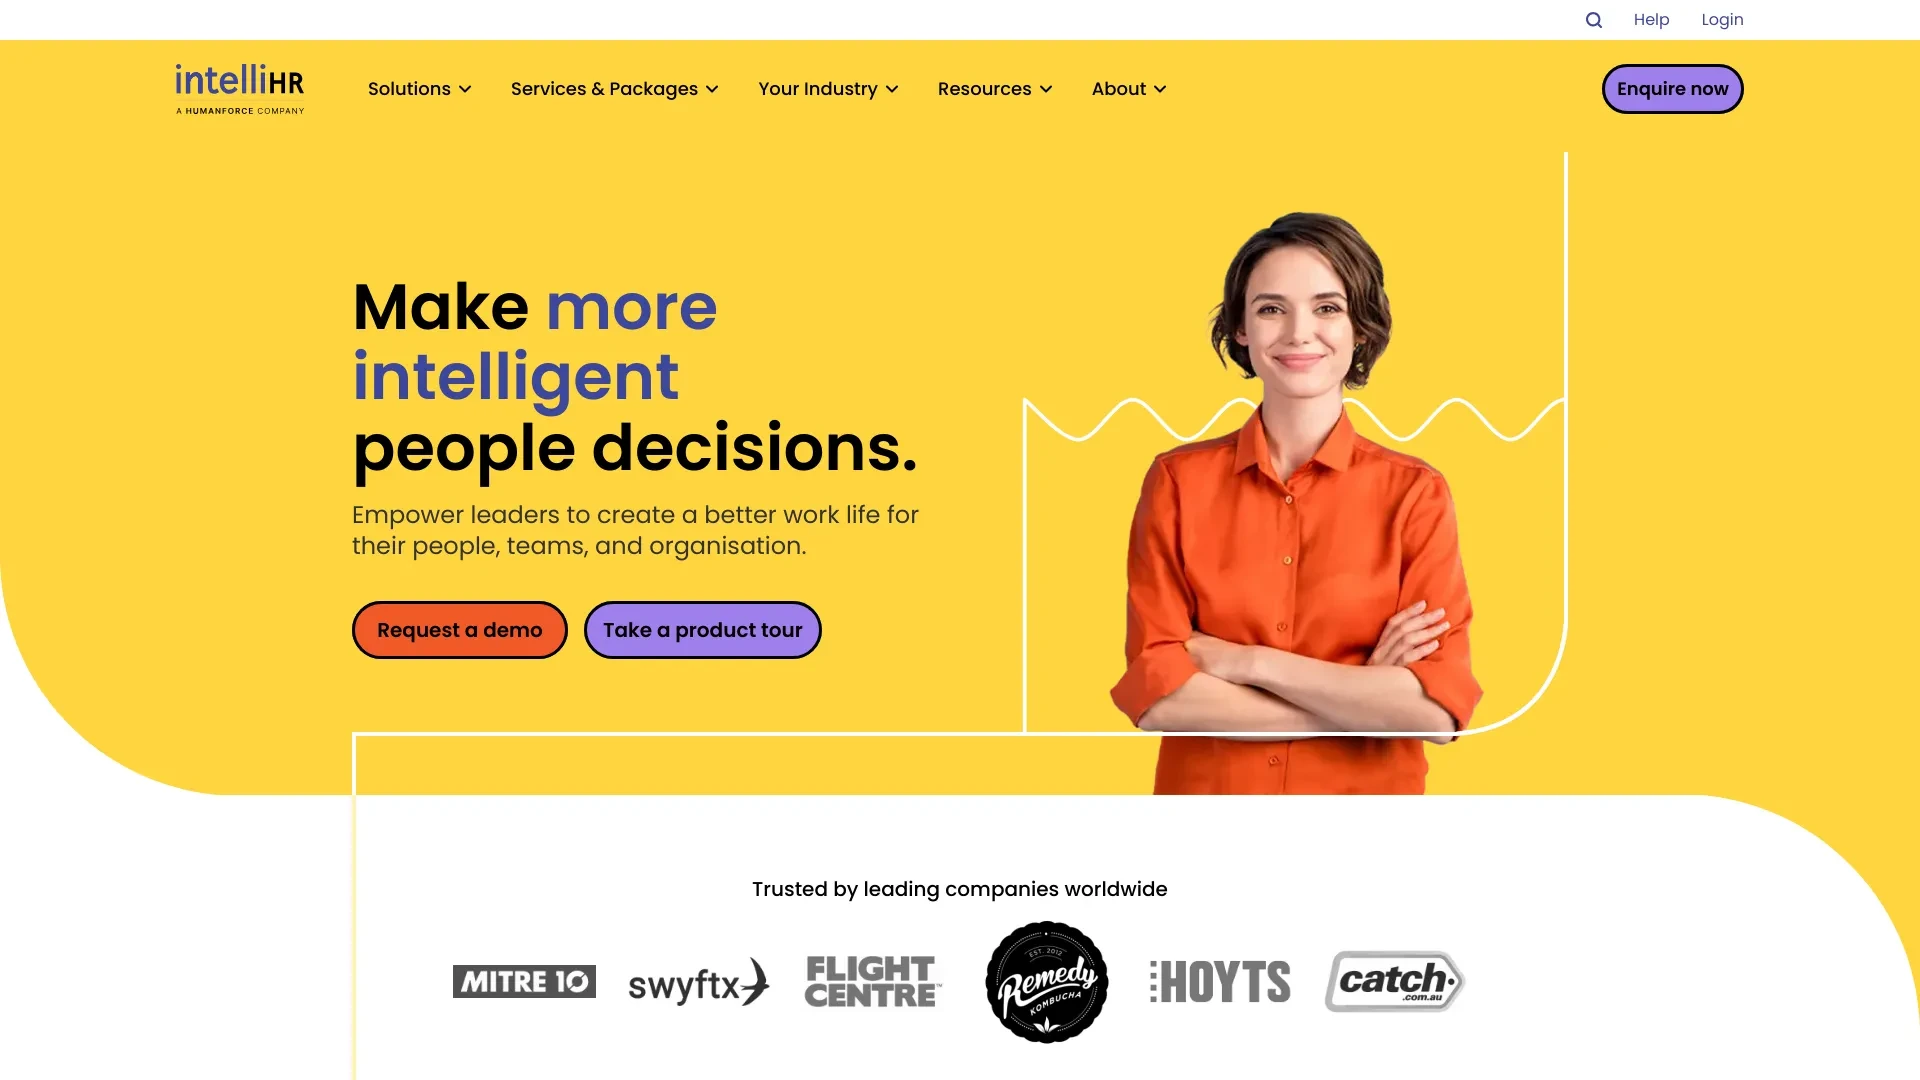 Help
Login
intelliHR
A HUMANFORCE COMPANY
Solutions
Services & Packages
Your Industry
Resources
About
Enquire now
Make more
intelligent
people decisions.
Empower leaders to create a better work life for
their people, teams, and organisation.
Request a demo
Take a product tour
Trusted by leading companies worldwide
MITRE 10
swyftx
FLIGHT
CENTRE™
EST. 2012
Remedy
KOMBUCHA
HOYTS
catch
.com.au